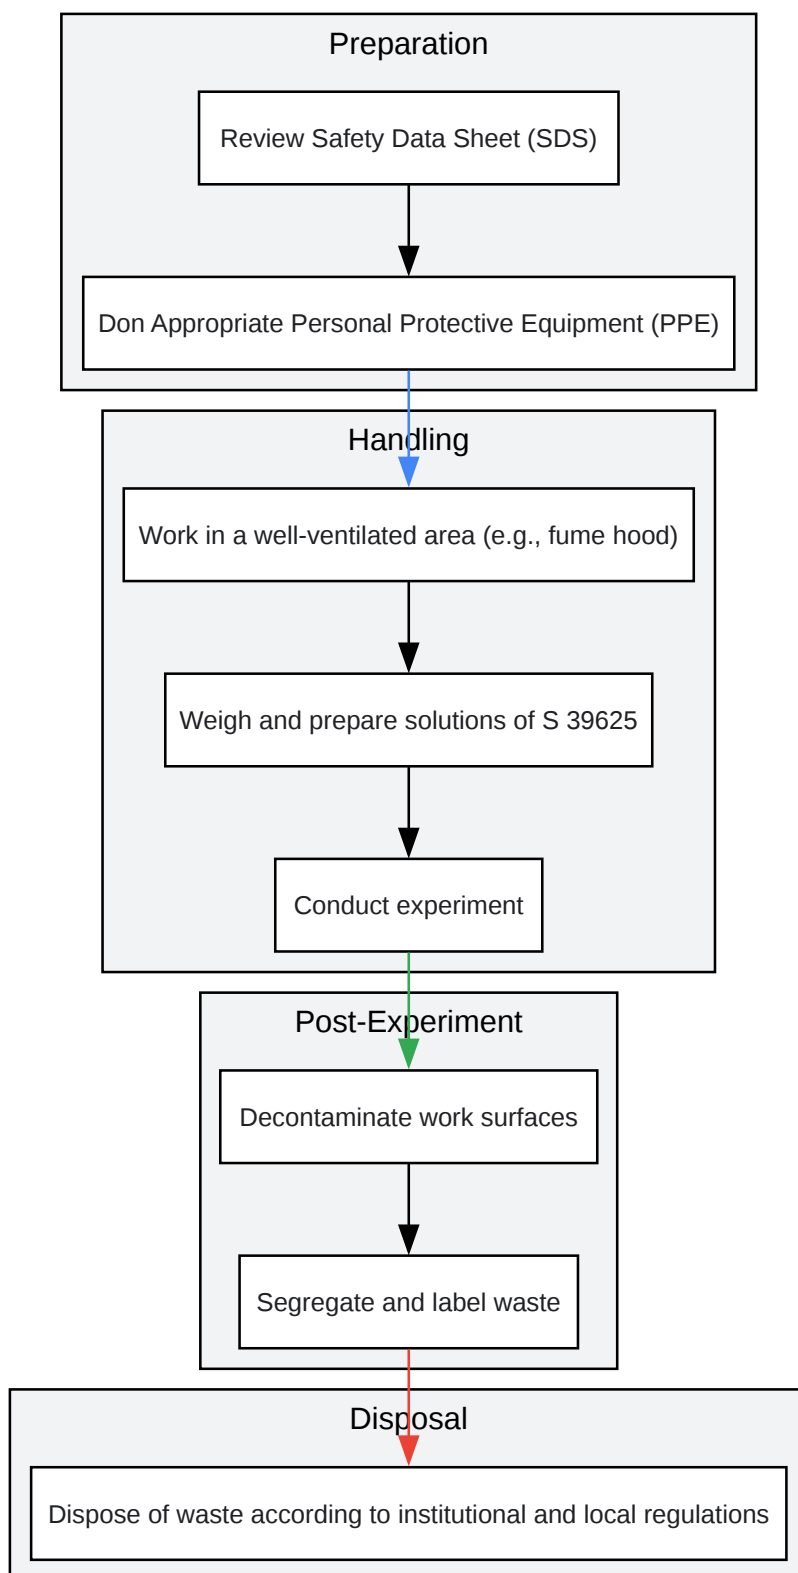 Preparation
Review Safety Data Sheet (SDS)
Don Appropriate Personal Protective Equipment (PPE)
Handling
Work in a well-ventilated area (e.g., fume hood)
Weigh and prepare solutions of S 39625
Conduct experiment
Post-Experiment
Decontaminate work surfaces
Segregate and label waste
Disposal
Dispose of waste according to institutional and local regulations